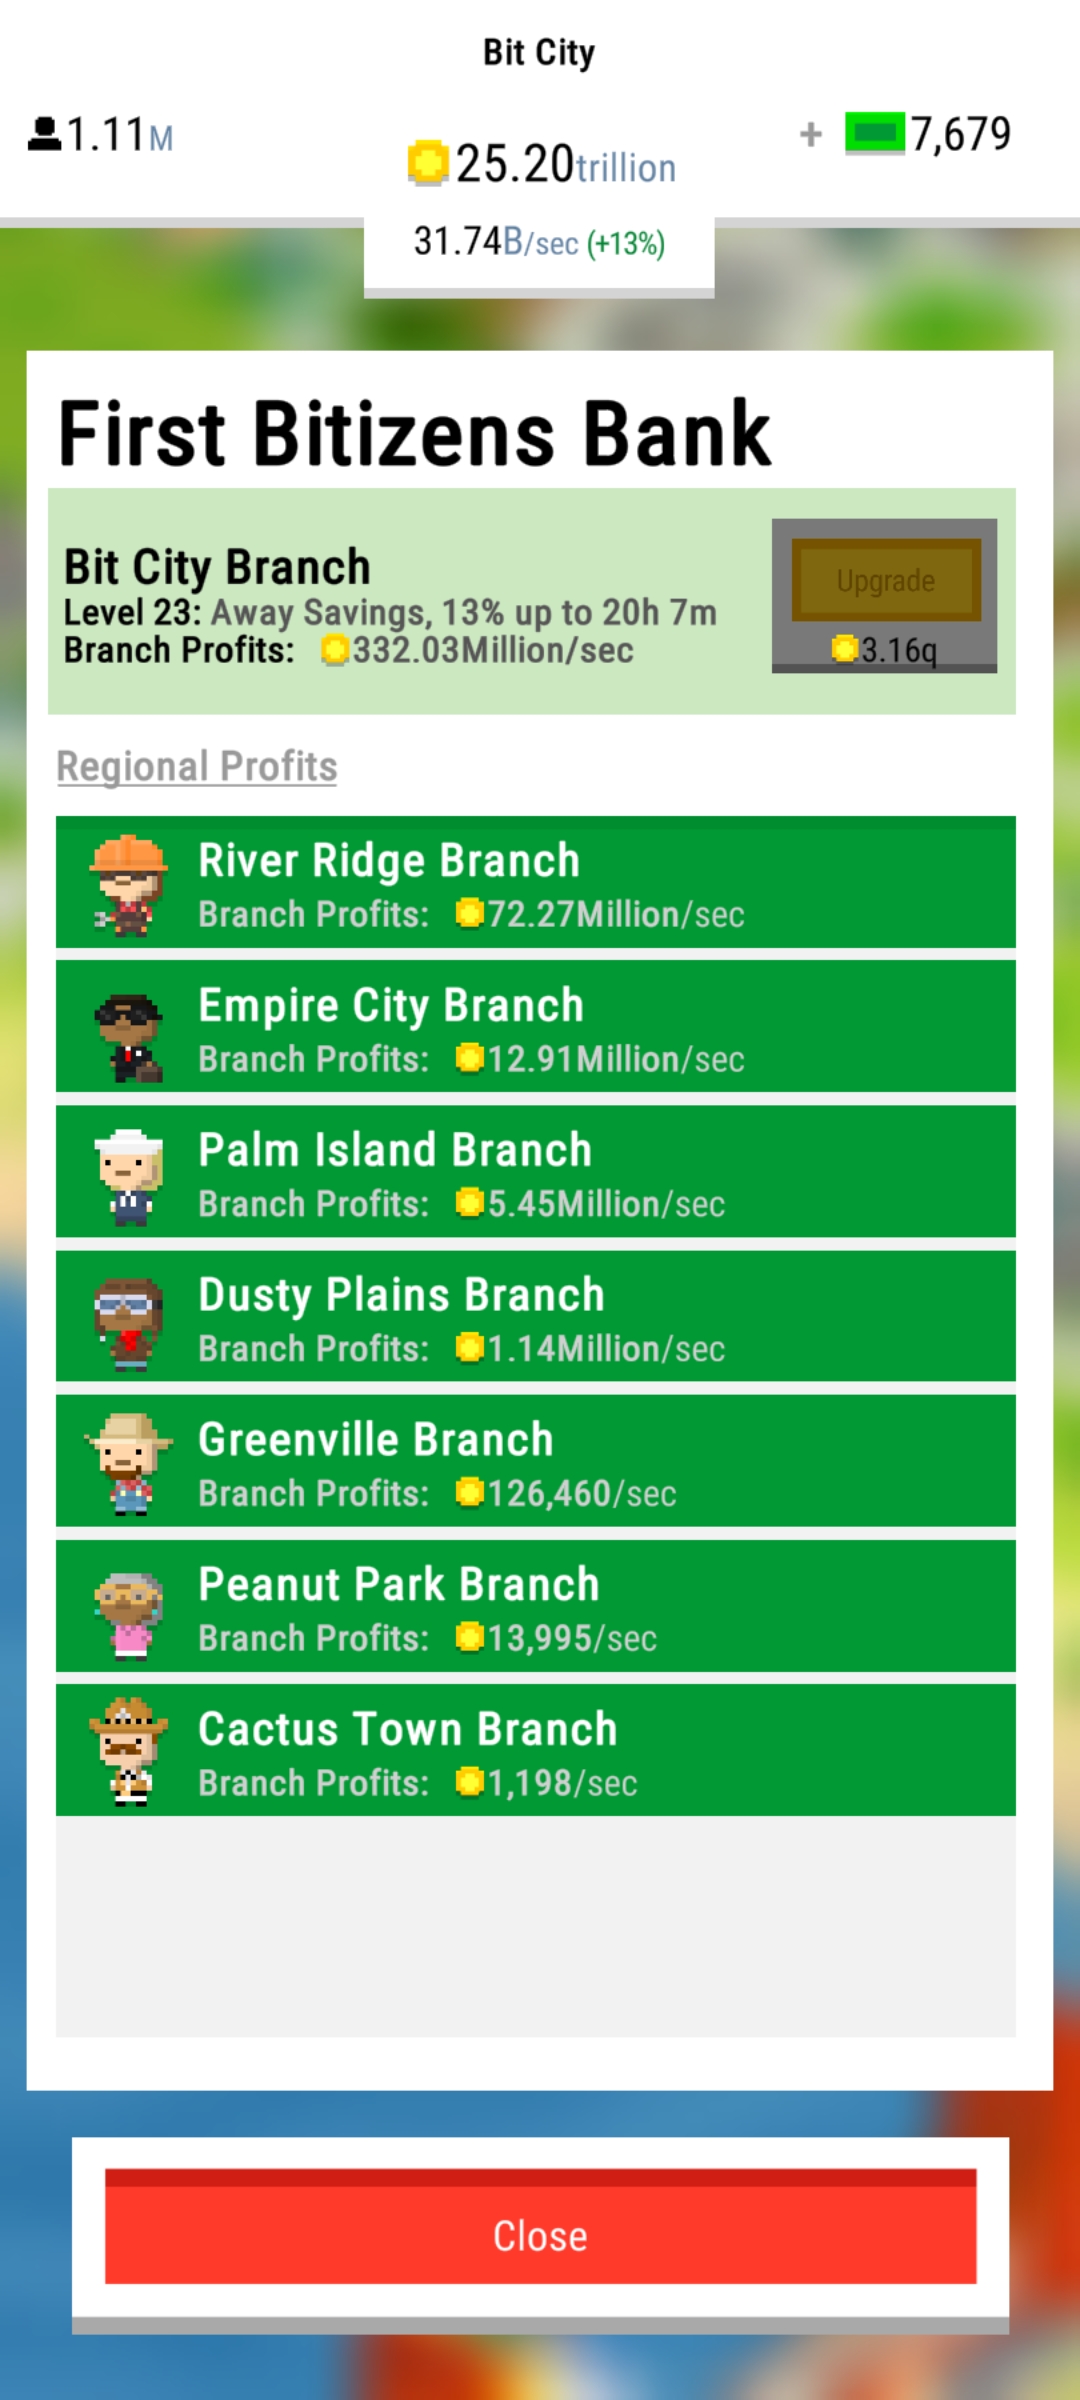 Bit City
1.11M
+ 7,679
25.20trillion
31.74B/sec (+13%)
First Bitizens Bank
Bit City Branch
Level 23: Away Savings, 13% up to 20h 7m
Branch Profits: 332.03Million/sec
Upgrade
3.16q
Regional Profits
River Ridge Branch
Branch Profits: 72.27Million/sec
Empire City Branch
Branch Profits: 12.91Million/sec
Palm Island Branch
Branch Profits: 5.45Million/sec
Dusty Plains Branch
Branch Profits: 1.14Million/sec
Greenville Branch
Branch Profits: 126,460/sec
Peanut Park Branch
Branch Profits: 13,995/sec
Cactus Town Branch
Branch Profits: 1,198/sec
Close